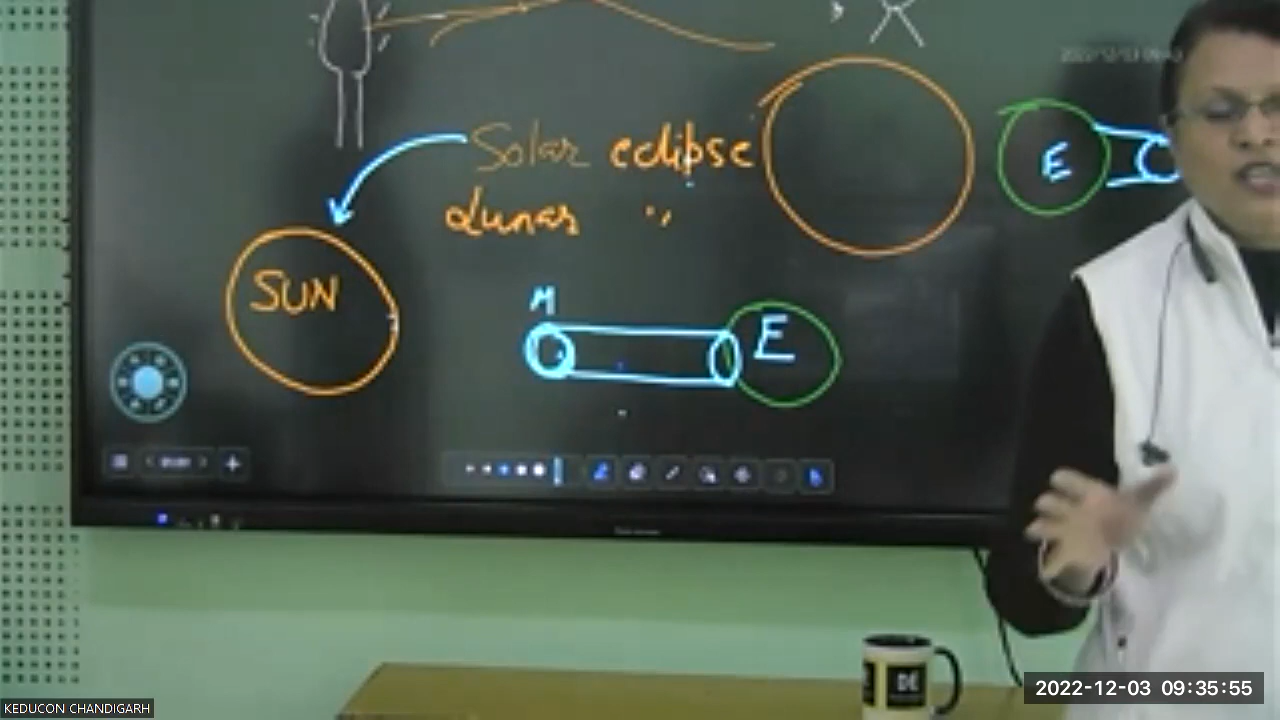 Solar eclipse
Lunar "
E
SUN
M
E
DE
KEDUCON CHANDIGARH
2022-12-03 09:35:55